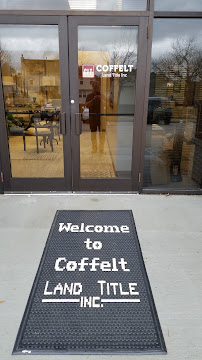 COFFELT
Land Title Inc.
Welcome
to
Coffelt
LAND TITLE
INC.